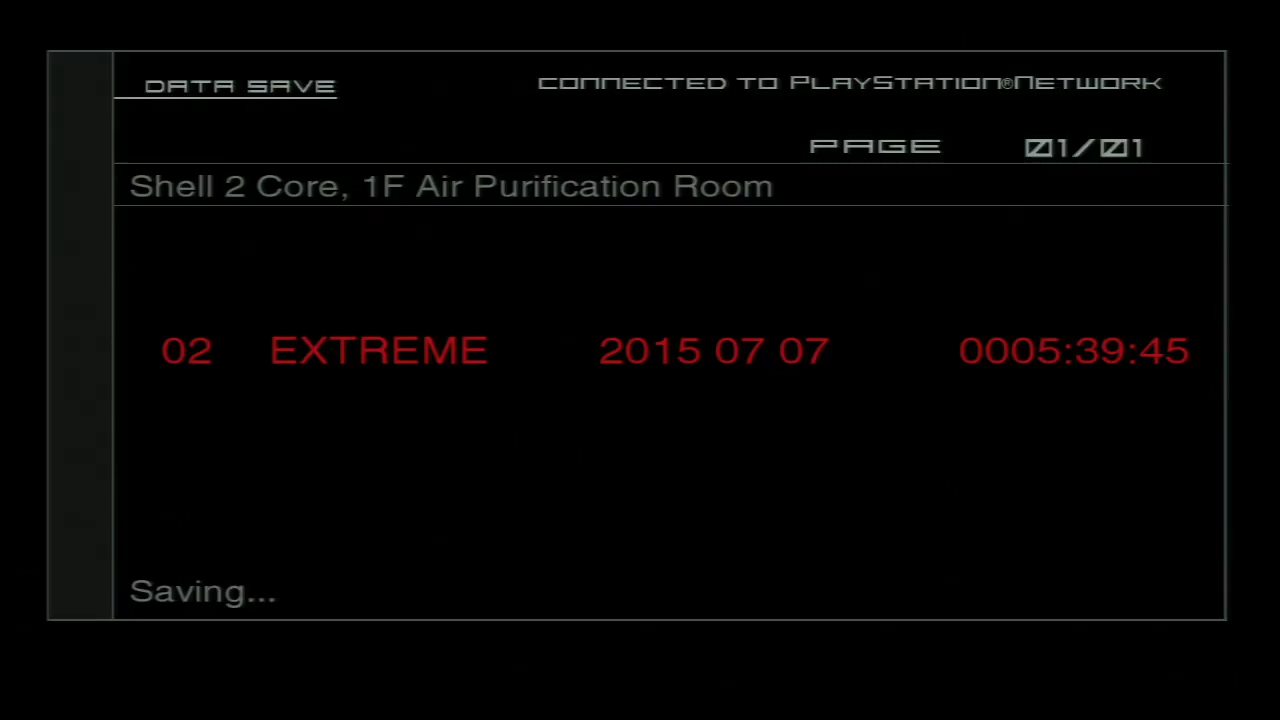 DATA SAVE
CONNECTED TO PLAYSTATION®NETWORK
PAGE 01/01
Shell 2 Core, 1F Air Purification Room
02 EXTREME 2015 07 07 0005:39:45
Saving...